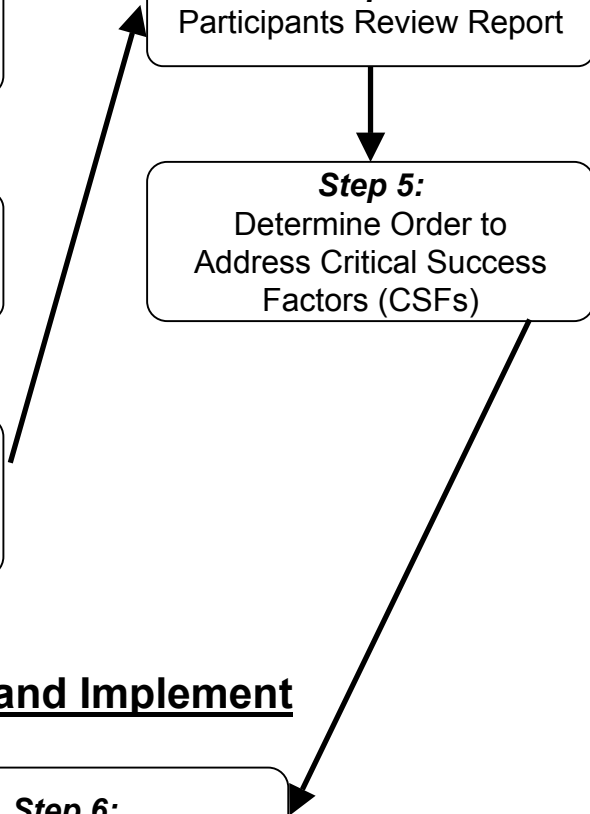 Participants Review Report
Step 5:
Determine Order to
Address Critical Success
Factors (CSFs)
and Implement
Step 6: